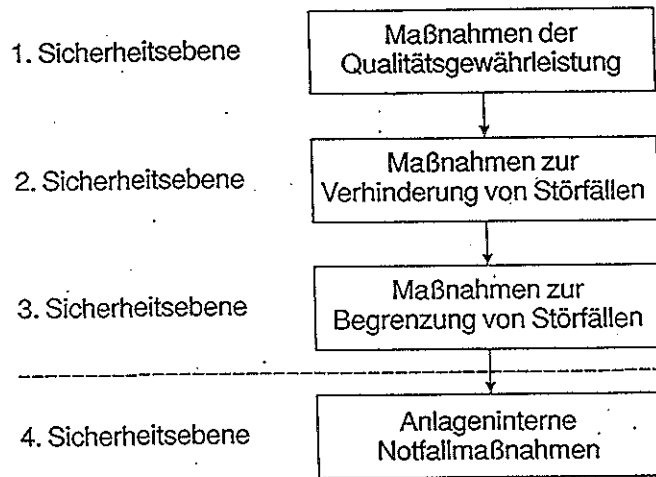 1. Sicherheitsebene
Maßnahmen der
Qualitätsgewährleistung
2. Sicherheitsebene
Maßnahmen zur
Verhinderung von Störfällen
3. Sicherheitsebene
Maßnahmen zur
Begrenzung von Störfällen
4. Sicherheitsebene
Anlageninterne
Notfallmaßnahmen